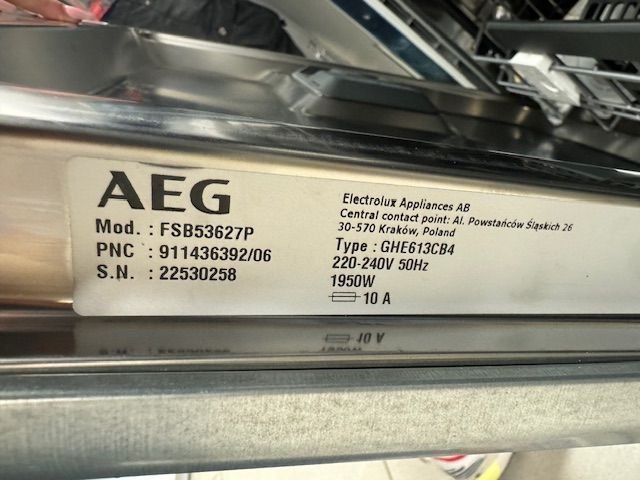 AEG
Mod. : FSB53627P
PNC : 911436392/06
S.N. : 22530258
Electrolux Appliances AB
Central contact point: Al. Powstańców Śląskich 26
30-570 Kraków, Poland
Type : GHE613CB4
220-240V 50Hz
1950W
10 A